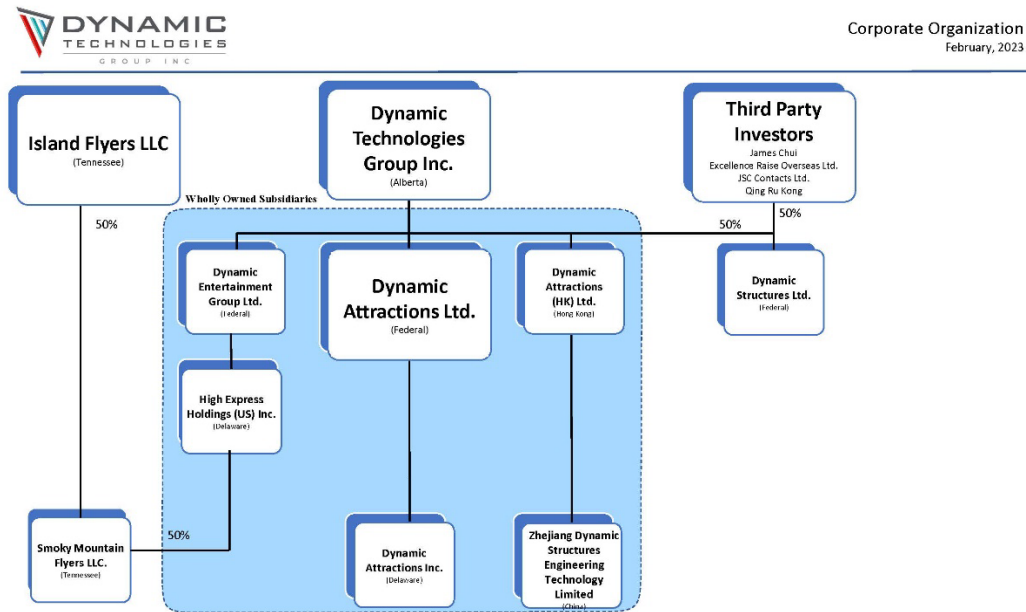 DYNAMIC
TECHNOLOGIES
GROUP INC
Corporate Organization
February, 2023
Island Flyers LLC
(Tennessee)
Dynamic
Technologies
Group Inc.
(Alberta)
Third Party
Investors
James Chui
Excellence Raise Overseas Ltd.
JSC Contacts Ltd.
Qing Ru Kong
Wholly Owned Subsidiaries
50%
50%
50%
Dynamic
Entertainment
Group Ltd.
(Federal)
Dynamic
Attractions Ltd.
(Federal)
Dynamic
Attractions
(HK) Ltd.
(Hong Kong)
Dynamic
Structures Ltd.
(Federal)
High Express
Holdings (US) Inc.
(Delaware)
50%
Smoky Mountain
Flyers LLC.
(Tennessee)
Dynamic
Attractions Inc.
(Delaware)
Zhejiang Dynamic
Structures
Engineering
Technology
Limited
(China)